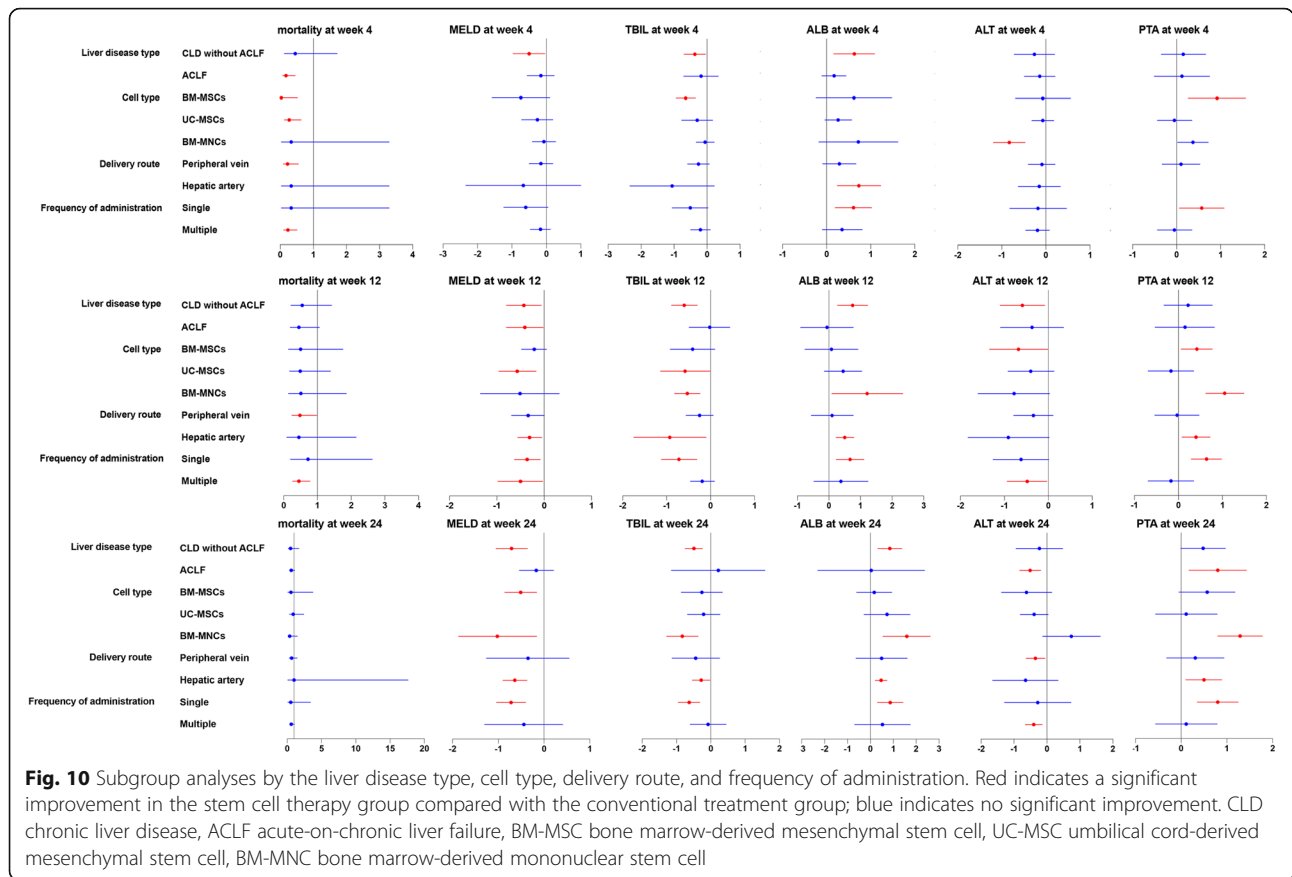 mortality at week 4 MELD at week 4 TBIL at week 4 ALB at week 4 ALT at week 4 PTA at week 4
Liver disease type CLD without ACLF
ACLF
Cell type BM-MSCs
UC-MSCs
BM-MNCs
Delivery route Peripheral vein
Hepatic artery
Frequency of administration Single
Multiple
0 1 2 3 4 -3 -2 -1 0 1 -3 -2 -1 0 1 -1 0 1 2 -2 -1 0 1 -1 0 1 2
mortality at week 12 MELD at week 12 TBIL at week 12 ALB at week 12 ALT at week 12 PTA at week 12
Liver disease type CLD without ACLF
ACLF
Cell type BM-MSCs
UC-MSCs
BM-MNCs
Delivery route Peripheral vein
Hepatic artery
Frequency of administration Single
Multiple
0 1 2 3 4 -2 -1 0 1 -2 -1 0 1 -1 0 1 2 3 -2 -1 0 1 -1 0 1 2
mortality at week 24 MELD at week 24 TBIL at week 24 ALB at week 24 ALT at week 24 PTA at week 24
Liver disease type CLD without ACLF
ACLF
Cell type BM-MSCs
UC-MSCs
BM-MNCs
Delivery route Peripheral vein
Hepatic artery
Frequency of administration Single
Multiple
0 5 10 15 20 -2 -1 0 1 -2 -1 0 1 2 -3 -2 -1 0 1 2 3 -2 -1 0 1 2 -1 0 1 2
Fig. 10 Subgroup analyses by the liver disease type, cell type, delivery route, and frequency of administration. Red indicates a significant
improvement in the stem cell therapy group compared with the conventional treatment group; blue indicates no significant improvement. CLD
chronic liver disease, ACLF acute-on-chronic liver failure, BM-MSC bone marrow-derived mesenchymal stem cell, UC-MSC umbilical cord-derived
mesenchymal stem cell, BM-MNC bone marrow-derived mononuclear stem cell